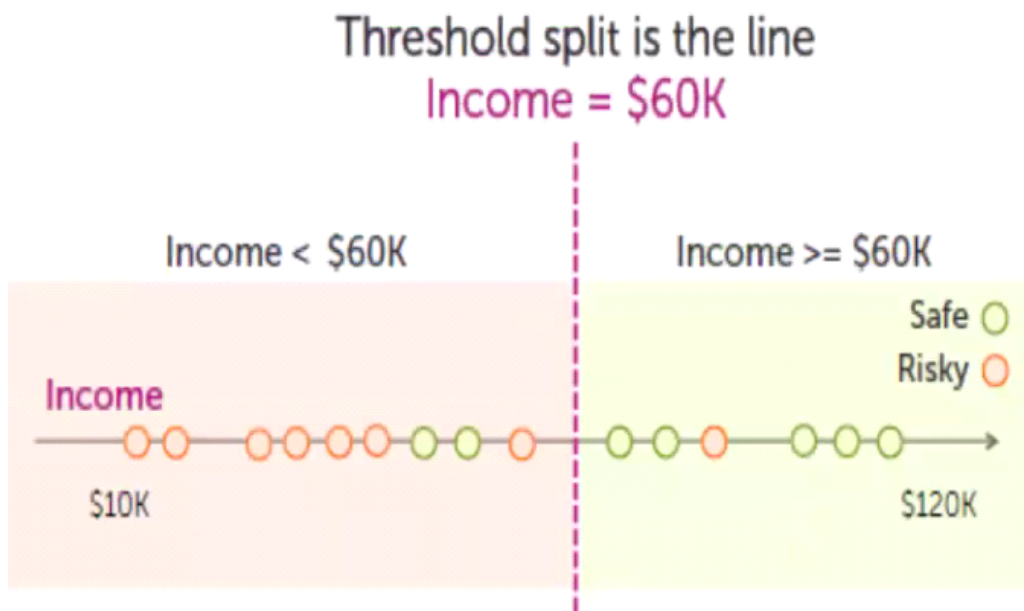 Threshold split is the line
Income = $60K
Income < $60K
Income >= $60K
Safe
Risky
Income
$10K
$120K